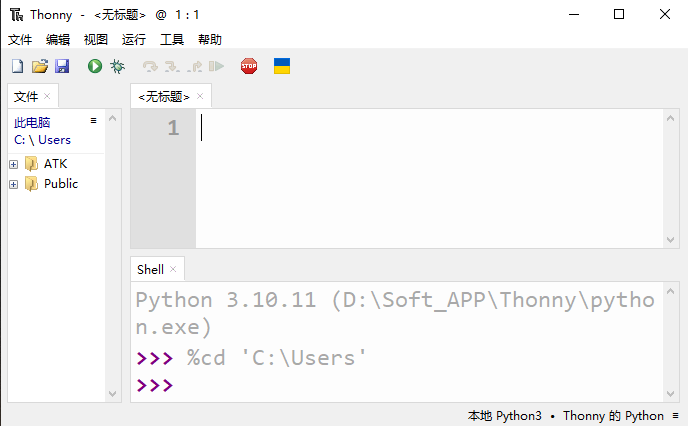 Thonny - <无标题> @ 1 : 1
文件 编辑 视图 运行 工具 帮助
STOP
文件
此电脑
C: \ Users
ATK
Public
<无标题>
1
Shell
Python 3.10.11 (D:\Soft_APP\Thonny\pytho
n.exe)
>>> %cd 'C:\Users'
>>>
本地 Python3 • Thonny 的 Python ≡